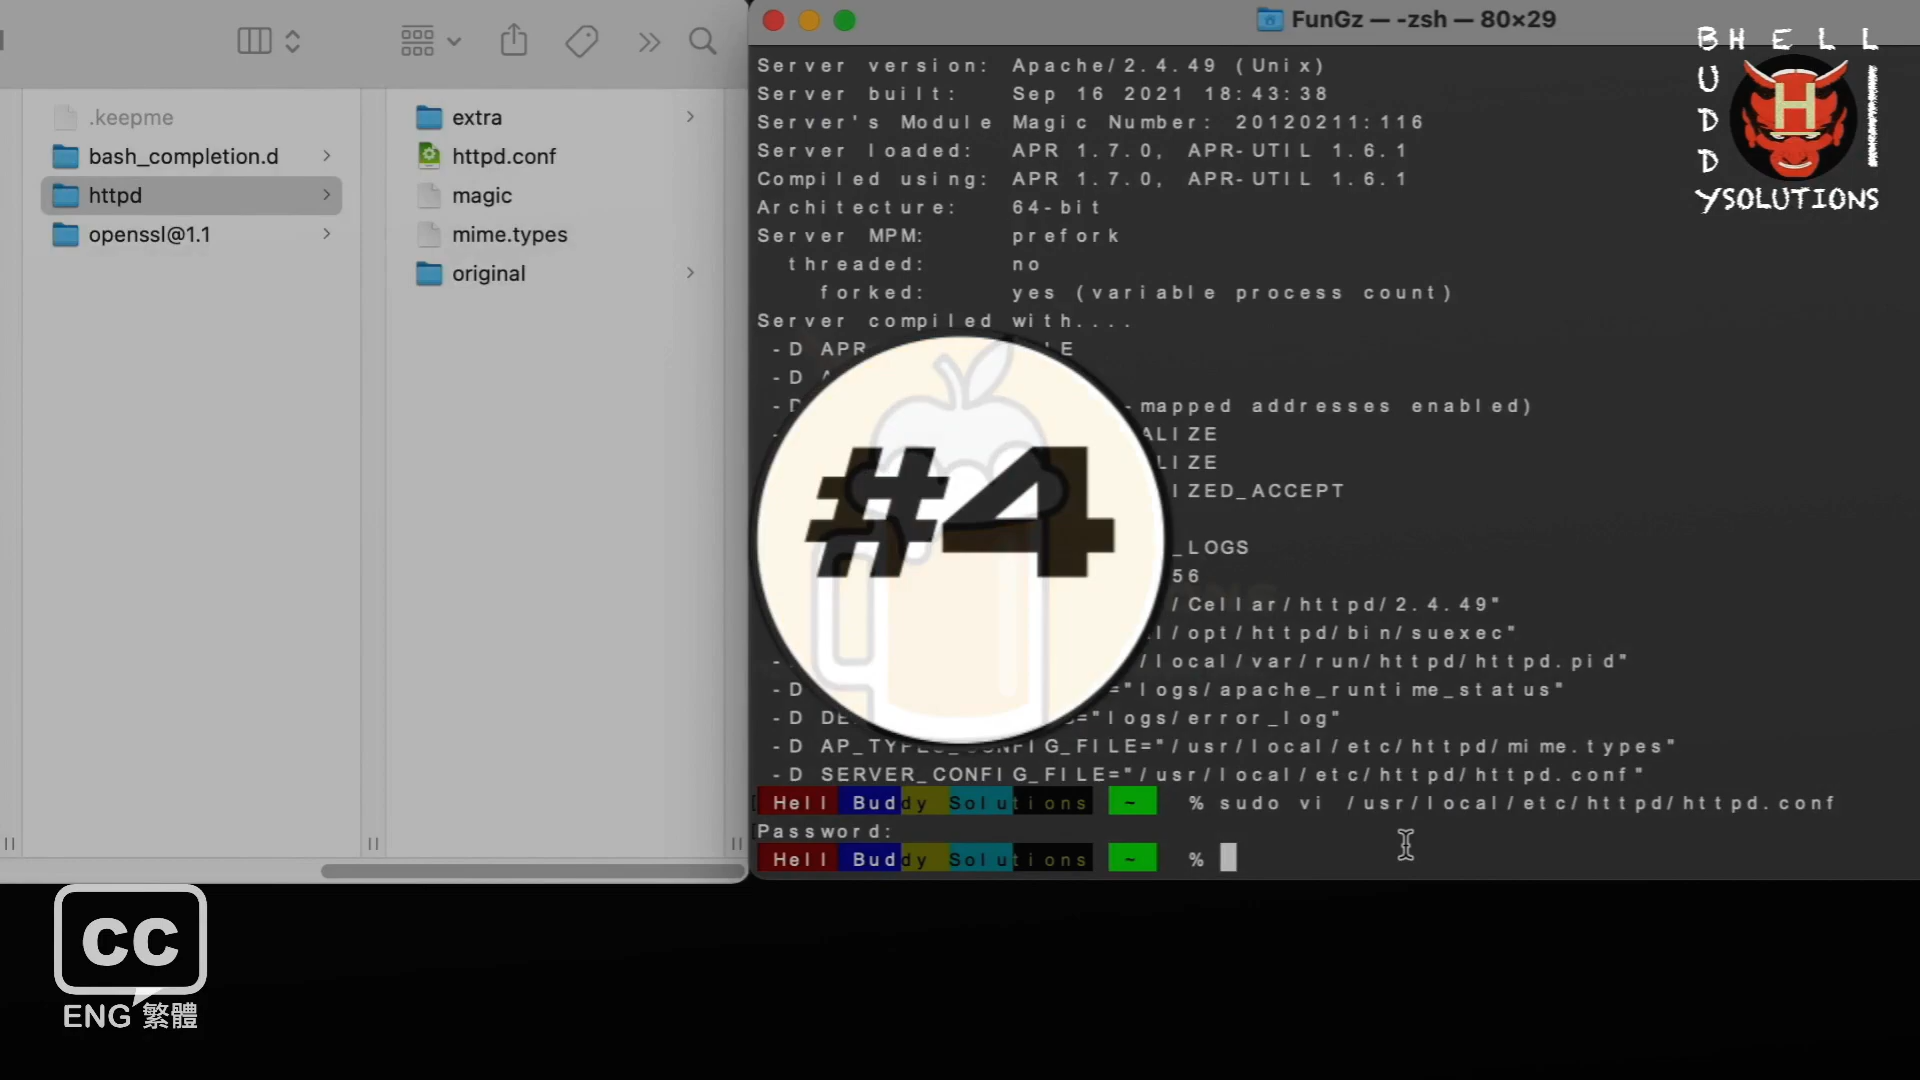 .keepme
bash_completion.d
httpd
openssl@1.1
extra
httpd.conf
magic
mime.types
original
FunGz — -zsh — 80×29
Server version: Apache/2.4.49 (Unix)
Server built: Sep 16 2021 18:43:38
Server's Module Magic Number: 20120211:116
Server loaded: APR 1.7.0, APR-UTIL 1.6.1
Compiled using: APR 1.7.0, APR-UTIL 1.6.1
Architecture: 64-bit
Server MPM: prefork
threaded: no
forked: yes (variable process count)
Server compiled with....
-D APR
-D
-mapped addresses enabled)
ALIZE
LIZE
IZED_ACCEPT
_LOGS
56
/Cellar/httpd/2.4.49"
/opt/httpd/bin/suexec"
/local/var/run/httpd/httpd.pid"
-D ="logs/apache_runtime_status"
-D DE ="logs/error_log"
-D AP_TYPES_CONFIG_FILE="/usr/local/etc/httpd/mime.types"
-D SERVER_CONFIG_FILE="/usr/local/etc/httpd/httpd.conf"
Hell Buddy Solutions ~ % sudo vi /usr/local/etc/httpd/httpd.conf
Password:
Hell Buddy Solutions ~ %
#4
BHELL
BUDDYSOLUTIONS
H
CC
ENG 繁體